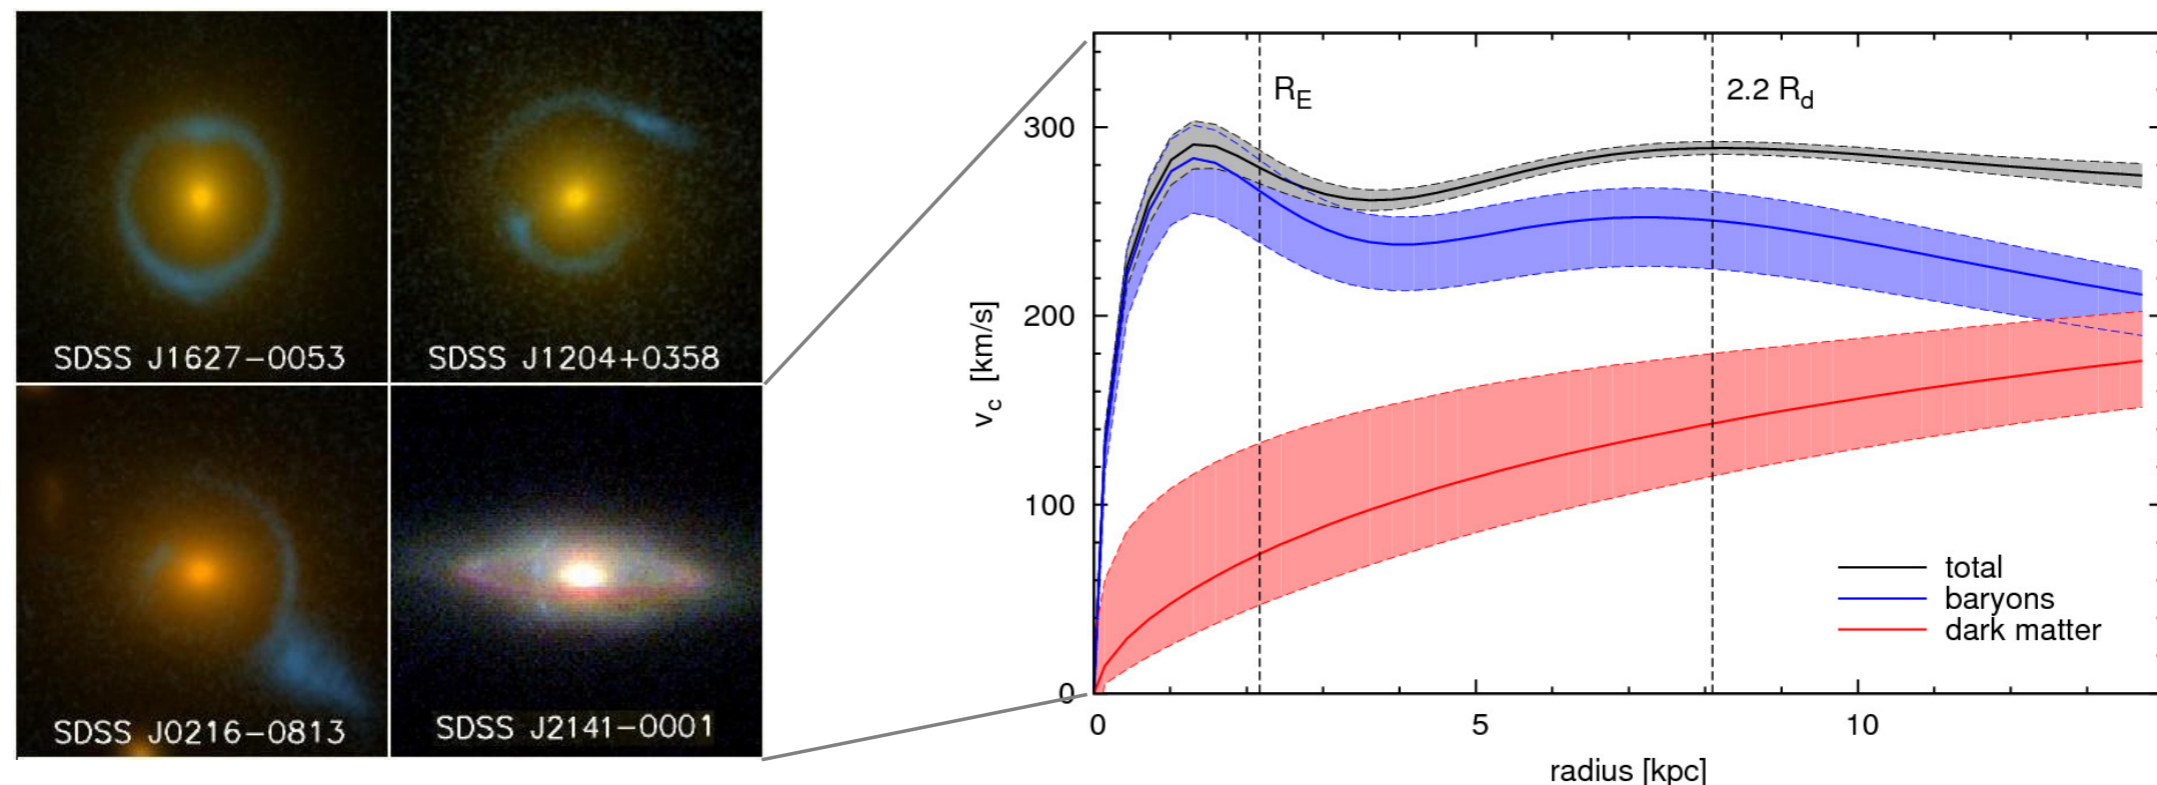 SDSS J1627−0053
SDSS J1204+0358
SDSS J0216−0813
SDSS J2141−0001
R_E
2.2 R_d
300
200
100
0
v_c [km/s]
total
baryons
dark matter
0
5
10
radius [kpc]